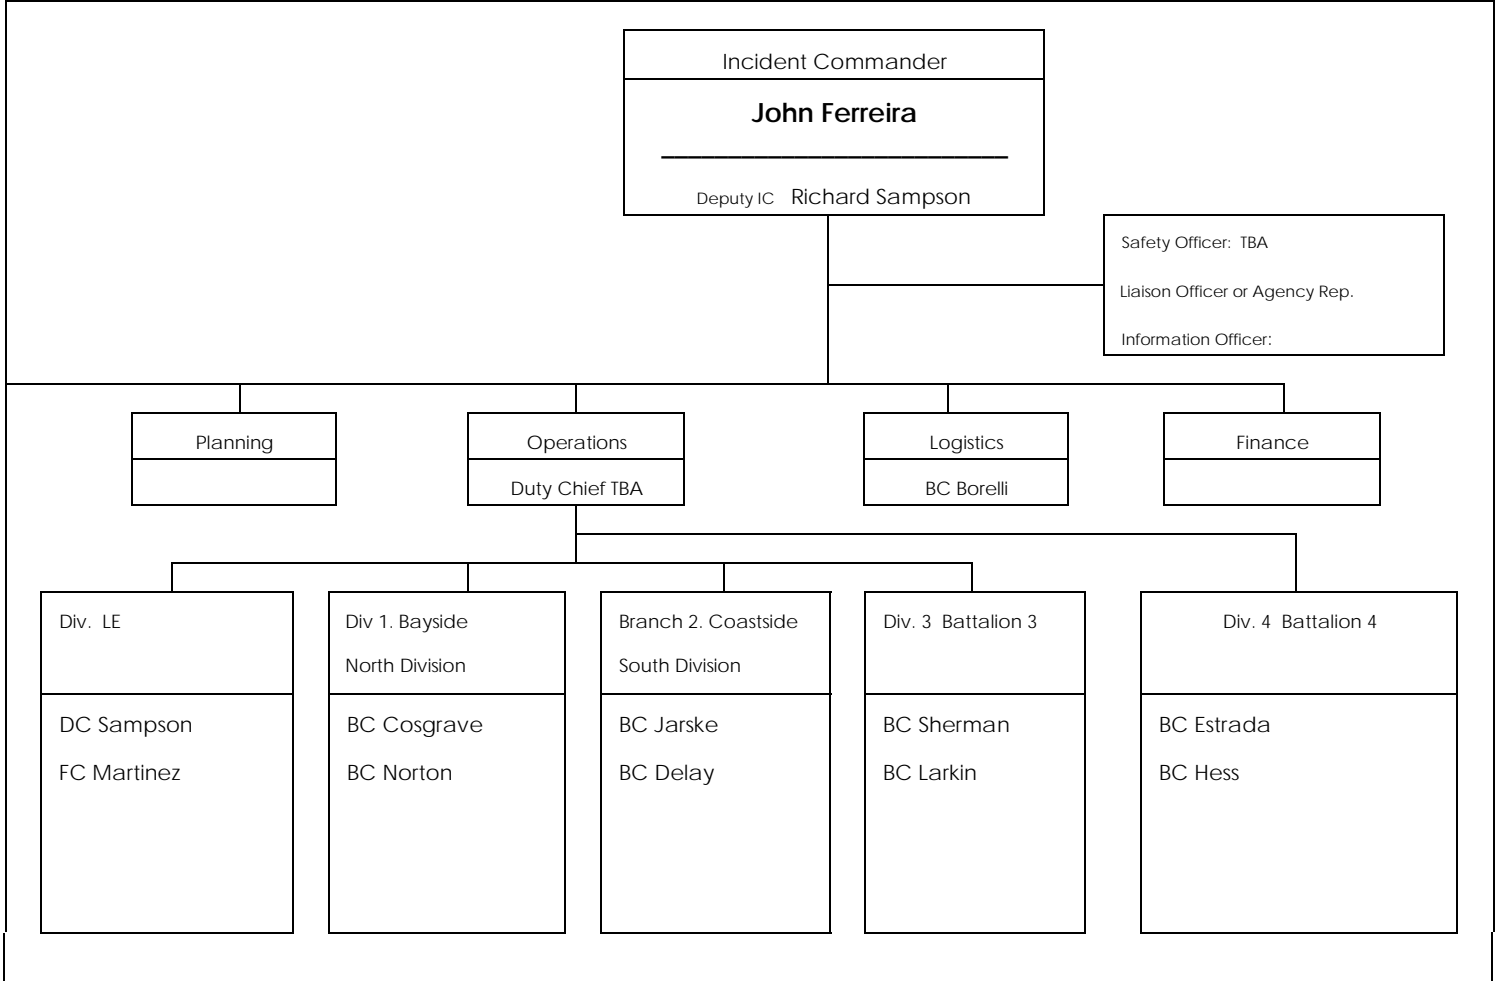 Incident Commander
John Ferreira
Deputy IC Richard Sampson
Safety Officer: TBA
Liaison Officer or Agency Rep.
Information Officer:
Planning
Operations
Duty Chief TBA
Logistics
BC Borelli
Finance
Div. LE
DC Sampson
FC Martinez
Div 1. Bayside
North Division
BC Cosgrave
BC Norton
Branch 2. Coastside
South Division
BC Jarske
BC Delay
Div. 3 Battalion 3
BC Sherman
BC Larkin
Div. 4 Battalion 4
BC Estrada
BC Hess